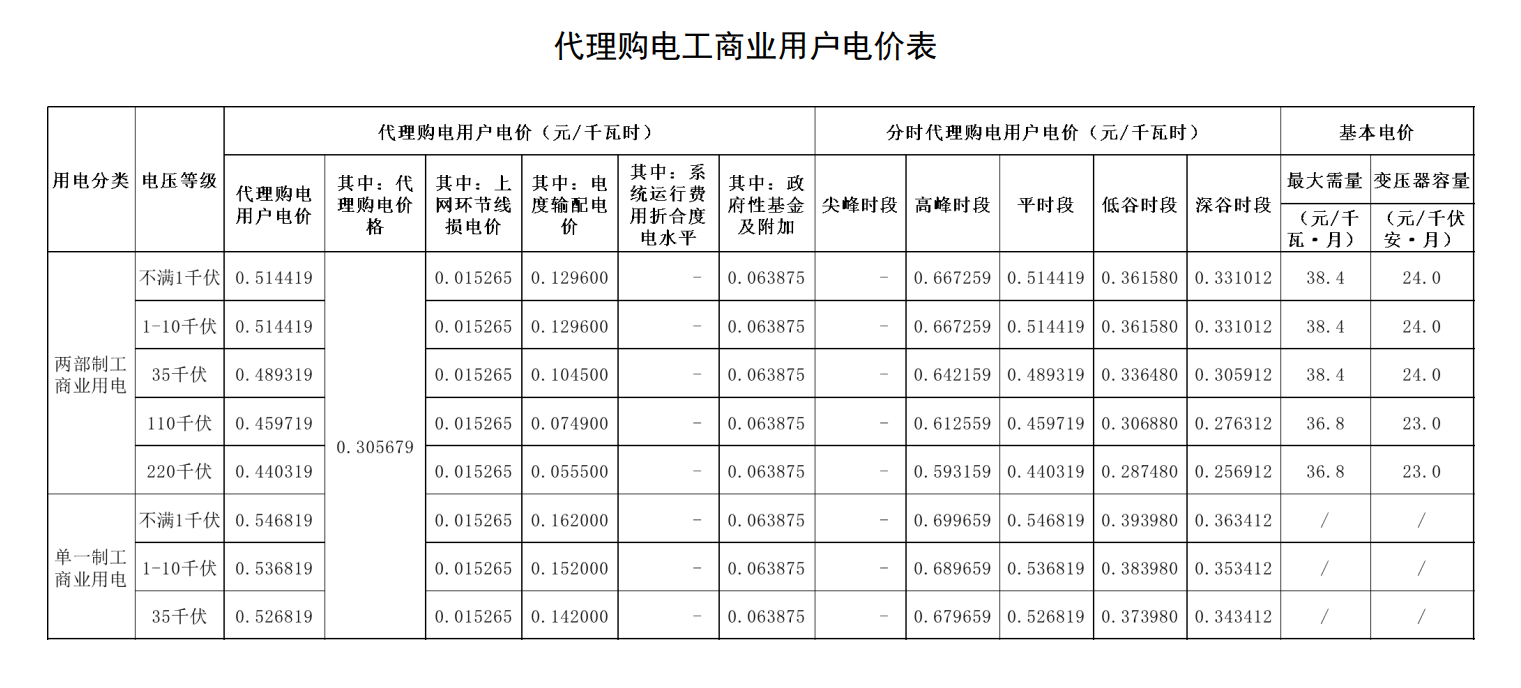 代理购电工商业用户电价表
用电分类 电压等级 代理购电用户电价（元/千瓦时） 分时代理购电用户电价（元/千瓦时） 基本电价
代理购电
用户电价
其中：代
理购电价
格
其中：上
网环节线
损电价
其中：电
度输配电
价
其中：系
统运行费
用折合度
电水平
其中：政
府性基金
及附加
尖峰时段 高峰时段 平时段 低谷时段 深谷时段
最大需量 变压器容量
（元/千
瓦·月）
（元/千伏
安·月）
两部制工
商业用电
不满1千伏 0.514419 0.305679 0.015265 0.129600 - 0.063875 - 0.667259 0.514419 0.361580 0.331012 38.4 24.0
1-10千伏 0.514419 0.015265 0.129600 - 0.063875 - 0.667259 0.514419 0.361580 0.331012 38.4 24.0
35千伏 0.489319 0.015265 0.104500 - 0.063875 - 0.642159 0.489319 0.336480 0.305912 38.4 24.0
110千伏 0.459719 0.015265 0.074900 - 0.063875 - 0.612559 0.459719 0.306880 0.276312 36.8 23.0
220千伏 0.440319 0.015265 0.055500 - 0.063875 - 0.593159 0.440319 0.287480 0.256912 36.8 23.0
单一制工
商业用电
不满1千伏 0.546819 0.015265 0.162000 - 0.063875 - 0.699659 0.546819 0.393980 0.363412 / /
1-10千伏 0.536819 0.015265 0.152000 - 0.063875 - 0.689659 0.536819 0.383980 0.353412 / /
35千伏 0.526819 0.015265 0.142000 - 0.063875 - 0.679659 0.526819 0.373980 0.343412 / /